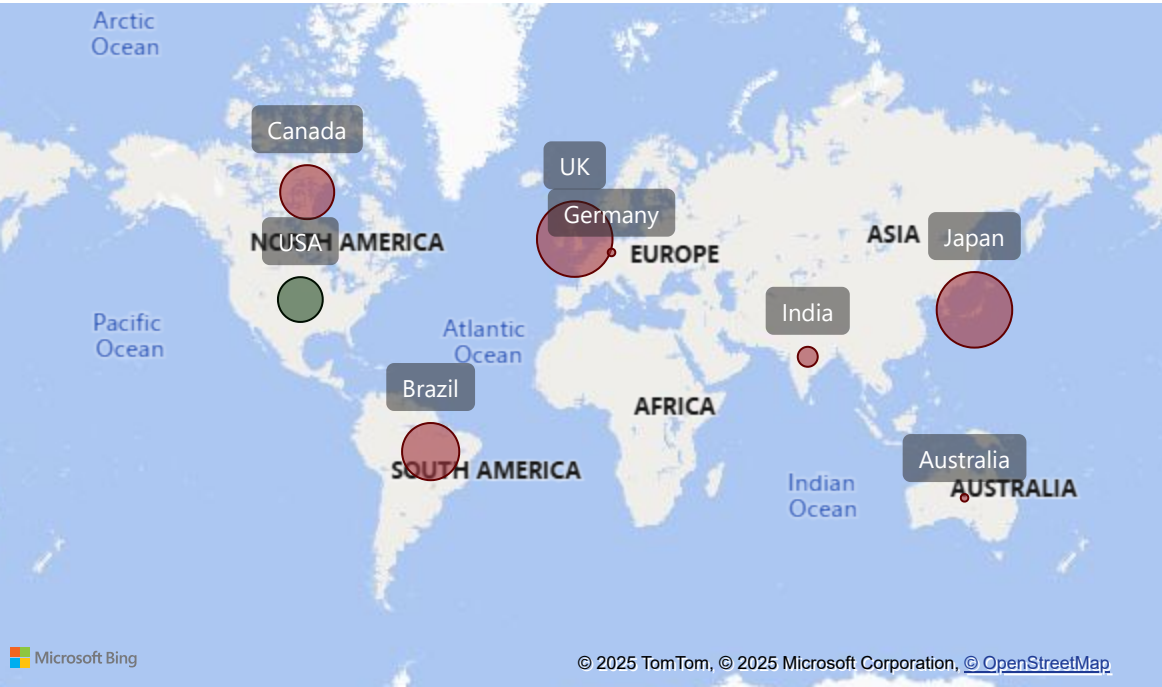 Arctic
Ocean
Canada
UK
Germany
USA
NORTH AMERICA
EUROPE
ASIA
Japan
India
Pacific
Ocean
Atlantic
Ocean
Brazil
AFRICA
SOUTH AMERICA
Australia
AUSTRALIA
Indian
Ocean
Microsoft Bing
© 2025 TomTom, © 2025 Microsoft Corporation, © OpenStreetMap